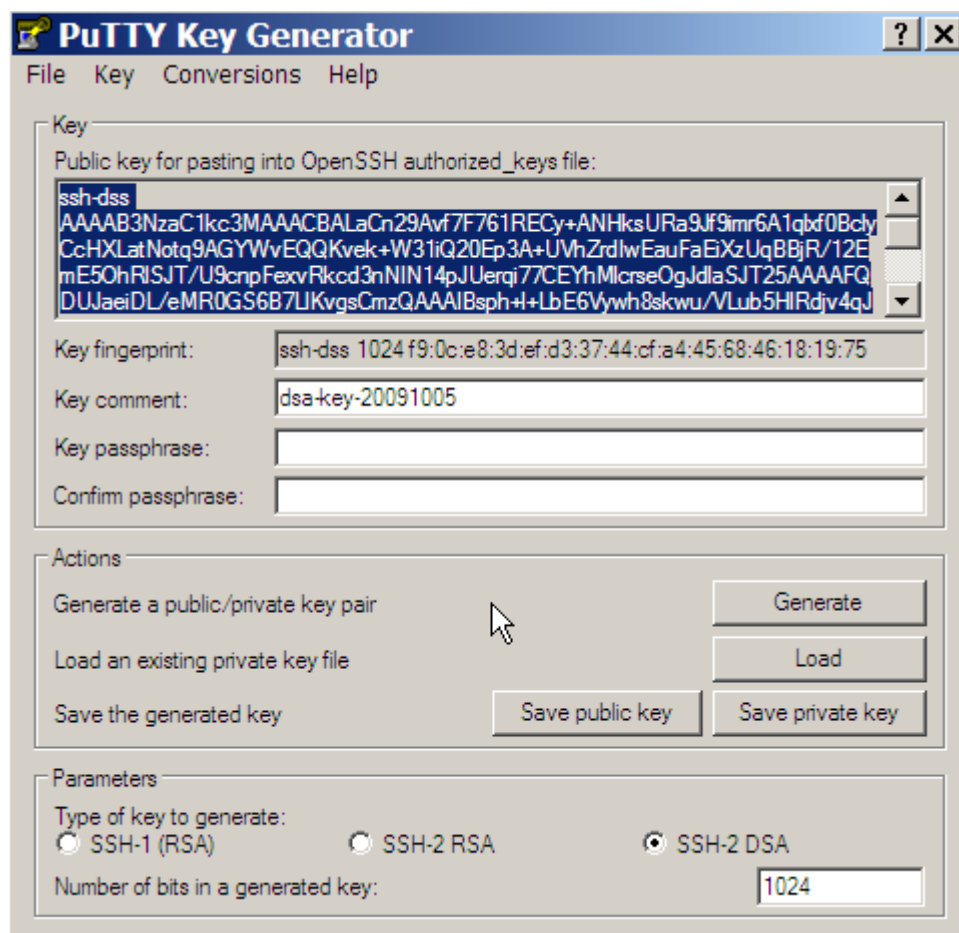 PuTTY Key Generator
File Key Conversions Help
Key
Public key for pasting into OpenSSH authorized_keys file:
ssh-dss
AAAAB3NzaC1kc3MAAACBALaCn29Avf7F761RECy+ANHksURa9Jf9imr6A1qlxf0Bcly
CcHXLatNotq9AGYWvEQQKvek+W31iQ20Ep3A+UVhZrdIwEauFaEiXzUqBBjR/12E
mE5OhRlSJT/U9cnpFexvRkcd3nNIN14pJUerqi77CEYhMlcrseOgJdlaSJT25AAAAFQ
DUJaeiDL/eMR0GS6B7LlKvgsCmzQAAAIBsph+l+LbE6Vywh8skwu/VLub5HIRdjv4qJ
Key fingerprint: ssh-dss 1024 f9:0c:e8:3d:ef:d3:37:44:cf:a4:45:68:46:18:19:75
Key comment: dsa-key-20091005
Key passphrase:
Confirm passphrase:
Actions
Generate a public/private key pair Generate
Load an existing private key file Load
Save the generated key Save public key Save private key
Parameters
Type of key to generate:
SSH-1 (RSA) SSH-2 RSA SSH-2 DSA
Number of bits in a generated key: 1024